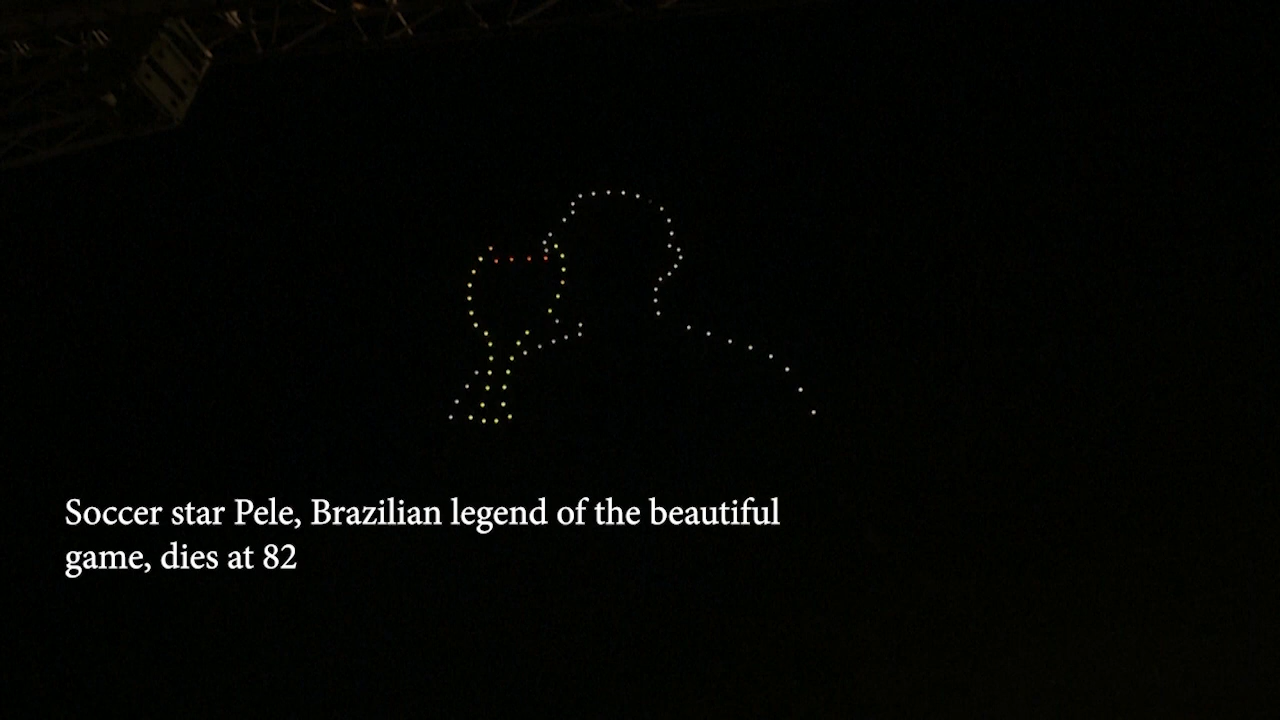 Soccer star Pele, Brazilian legend of the beautiful
game, dies at 82